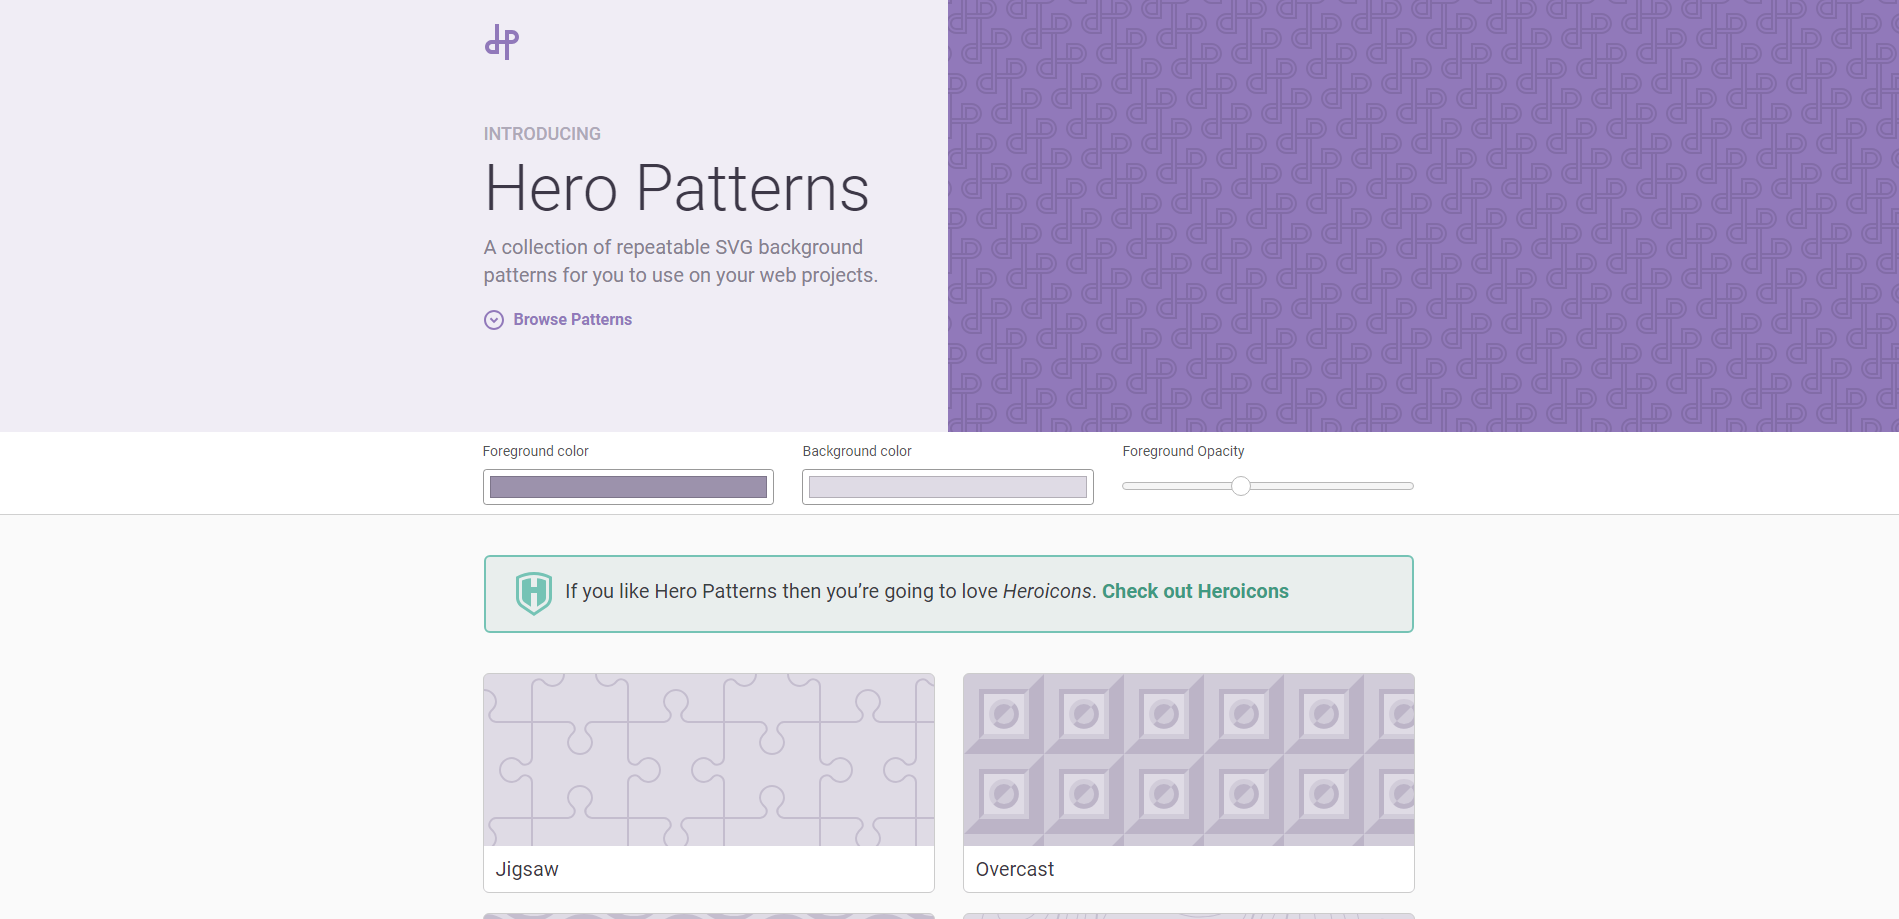 INTRODUCING
Hero Patterns
A collection of repeatable SVG background
patterns for you to use on your web projects.
Browse Patterns
Foreground color
Background color
Foreground Opacity
If you like Hero Patterns then you’re going to love Heroicons. Check out Heroicons
Jigsaw
Overcast